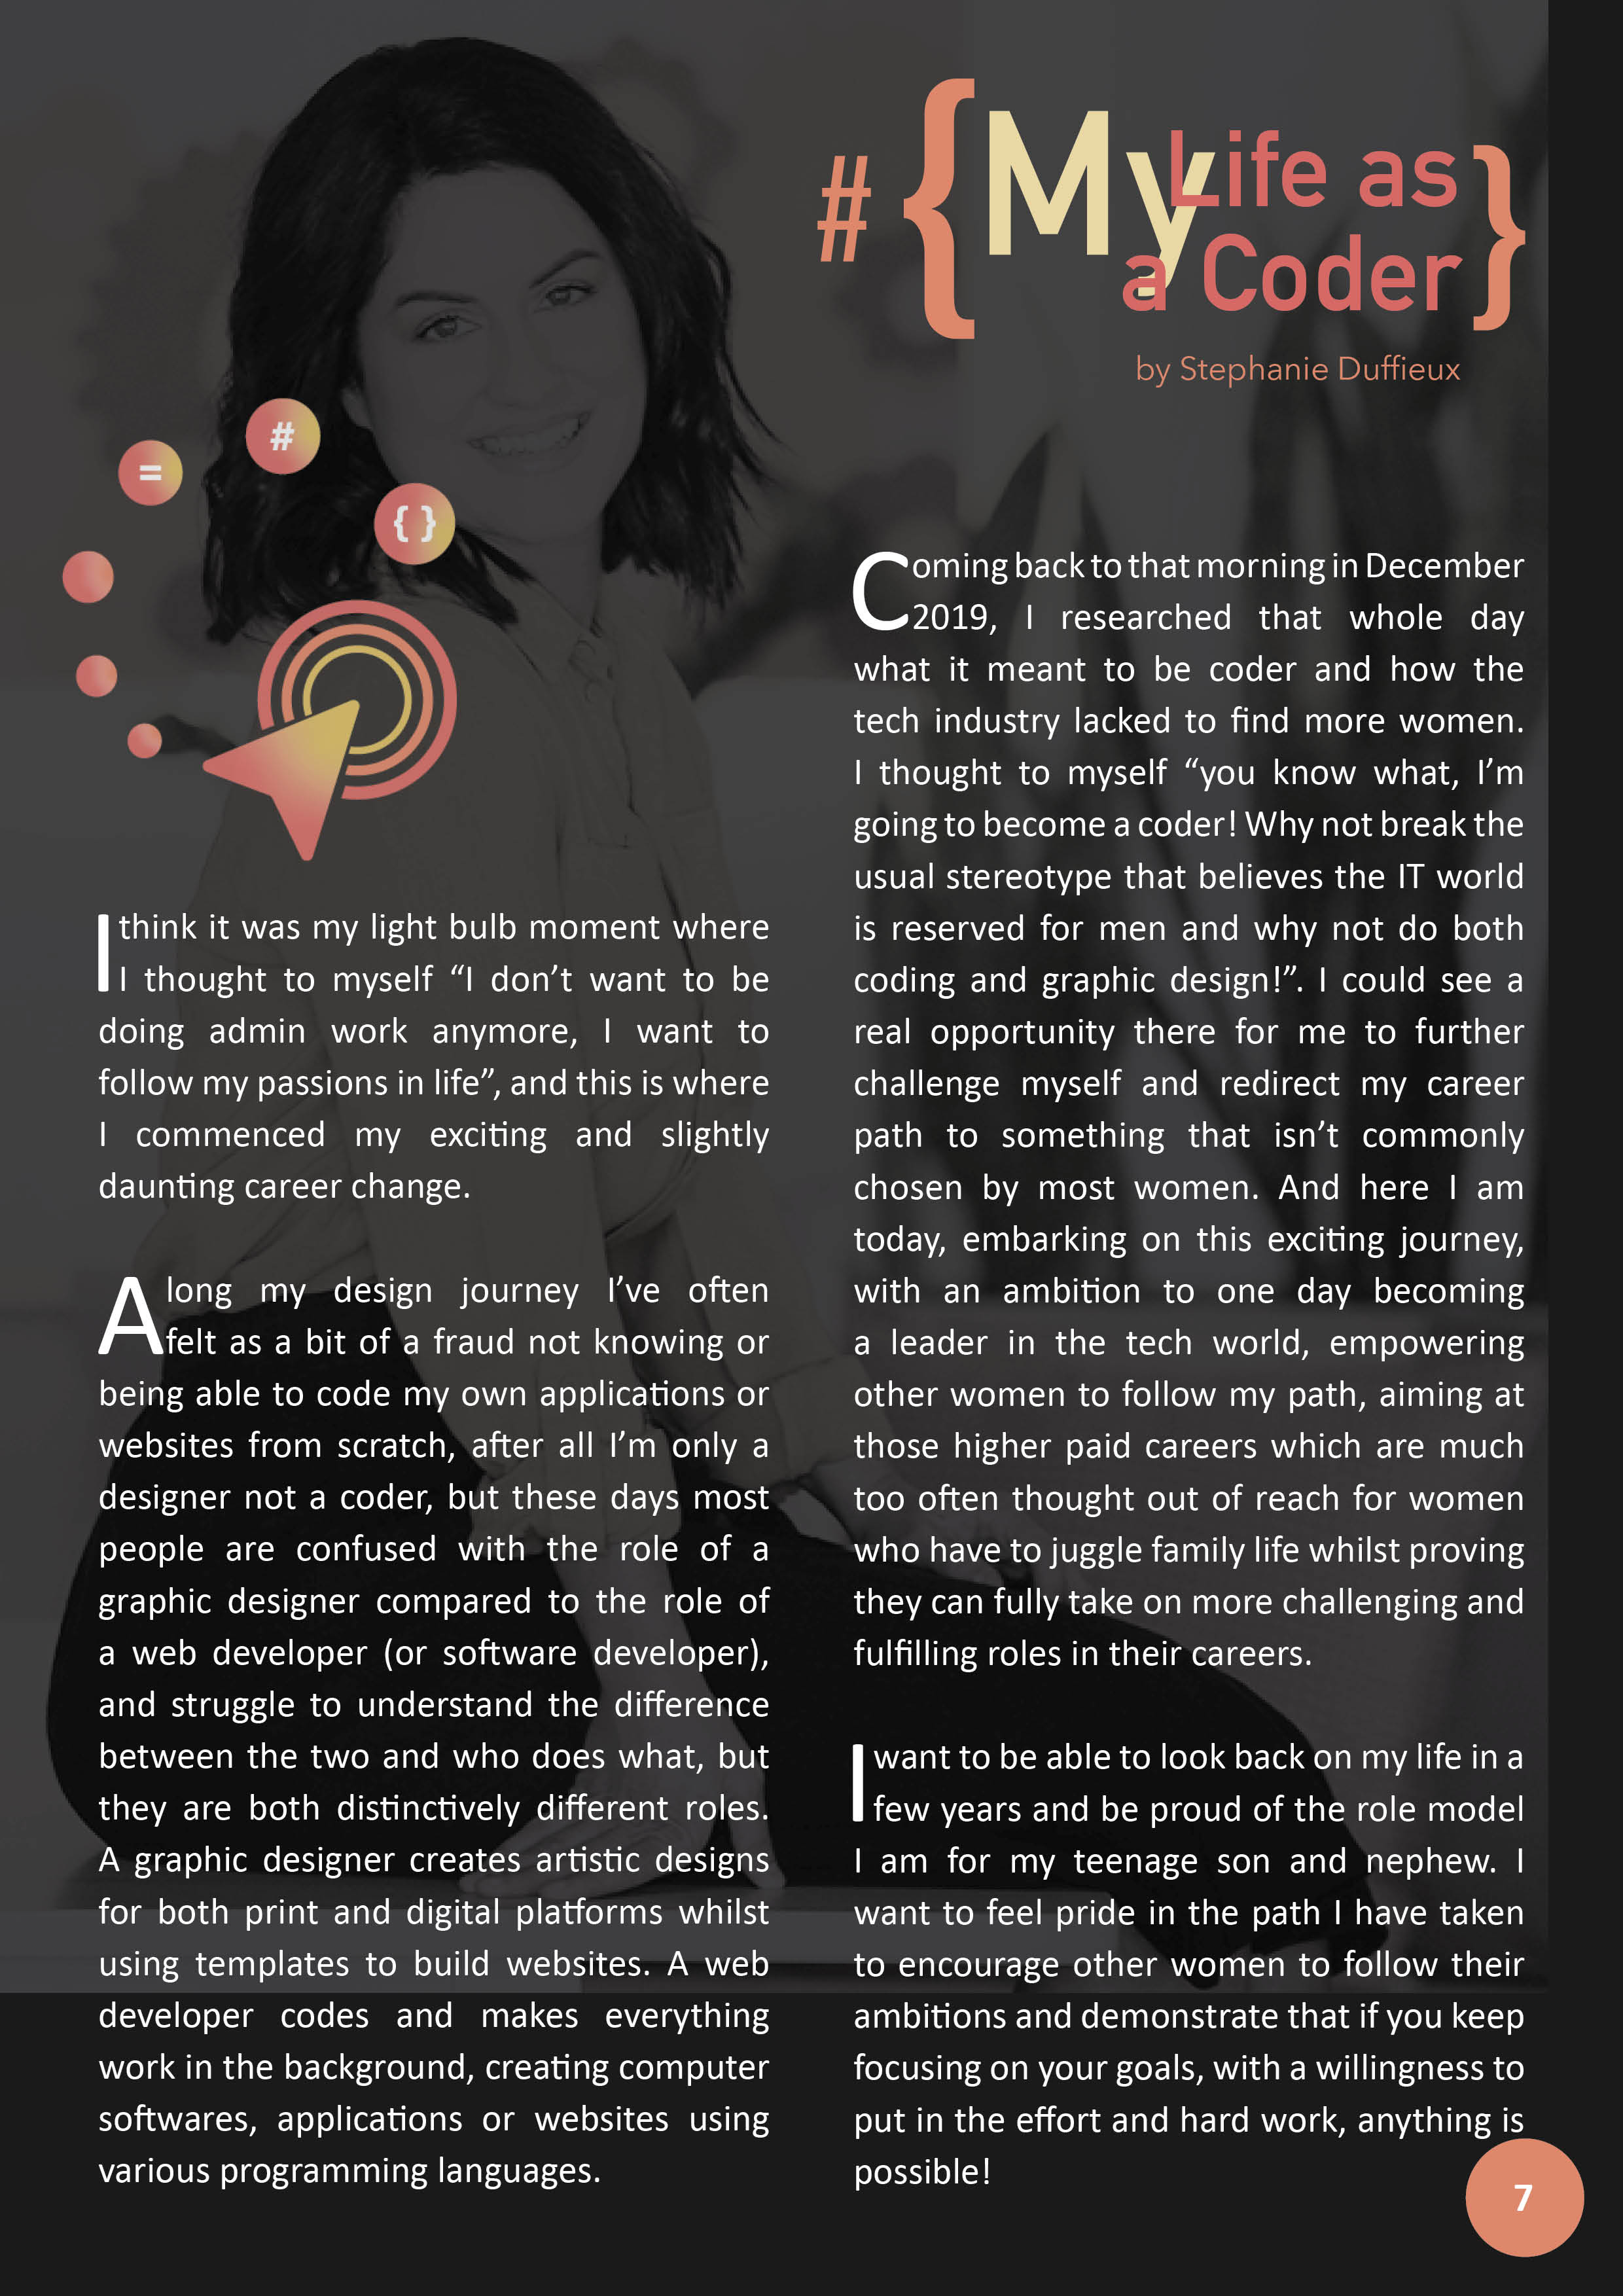 # {My Life as
a Coder}
by Stephanie Duffieux
=
#
{ }
I think it was my light bulb moment where
I thought to myself “I don’t want to be
doing admin work anymore, I want to
follow my passions in life”, and this is where
I commenced my exciting and slightly
daunting career change.
Along my design journey I’ve often
felt as a bit of a fraud not knowing or
being able to code my own applications or
websites from scratch, after all I’m only a
designer not a coder, but these days most
people are confused with the role of a
graphic designer compared to the role of
a web developer (or software developer),
and struggle to understand the difference
between the two and who does what, but
they are both distinctively different roles.
A graphic designer creates artistic designs
for both print and digital platforms whilst
using templates to build websites. A web
developer codes and makes everything
work in the background, creating computer
softwares, applications or websites using
various programming languages.
Coming back to that morning in December
2019, I researched that whole day
what it meant to be coder and how the
tech industry lacked to find more women.
I thought to myself “you know what, I’m
going to become a coder! Why not break the
usual stereotype that believes the IT world
is reserved for men and why not do both
coding and graphic design!”. I could see a
real opportunity there for me to further
challenge myself and redirect my career
path to something that isn’t commonly
chosen by most women. And here I am
today, embarking on this exciting journey,
with an ambition to one day becoming
a leader in the tech world, empowering
other women to follow my path, aiming at
those higher paid careers which are much
too often thought out of reach for women
who have to juggle family life whilst proving
they can fully take on more challenging and
fulfilling roles in their careers.
I want to be able to look back on my life in a
few years and be proud of the role model
I am for my teenage son and nephew. I
want to feel pride in the path I have taken
to encourage other women to follow their
ambitions and demonstrate that if you keep
focusing on your goals, with a willingness to
put in the effort and hard work, anything is
possible!
7